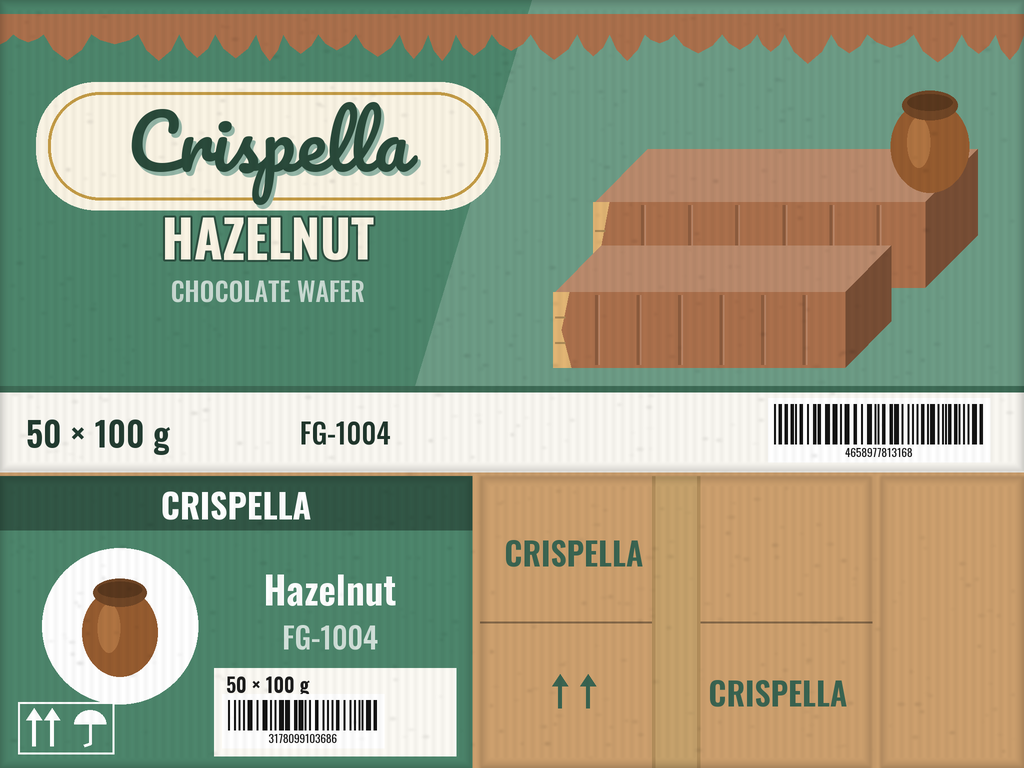 Crispella
HAZELNUT
CHOCOLATE WAFER
50 × 100 g
FG-1004
4658977813168
CRISPELLA
Hazelnut
FG-1004
50 × 100 g
3178099103686
CRISPELLA
CRISPELLA